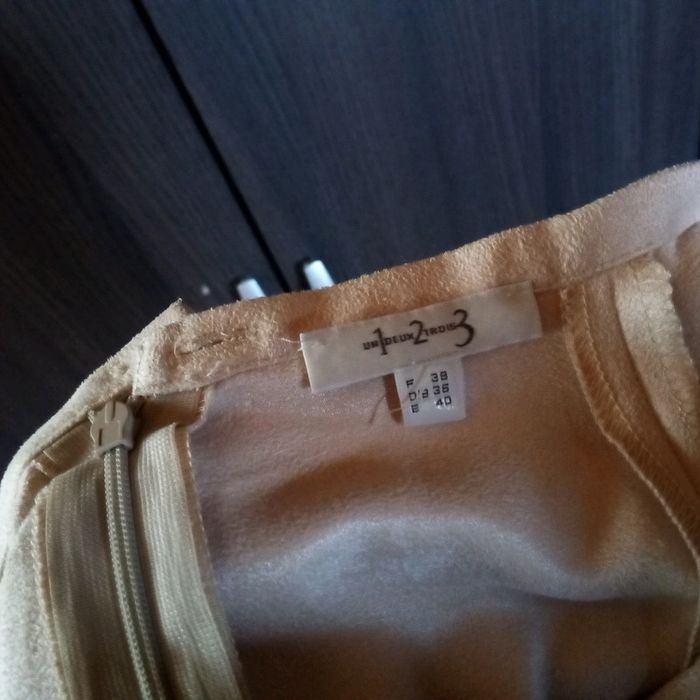 UN1DEUX2TROIS3
F 38
D/B 36
E 40